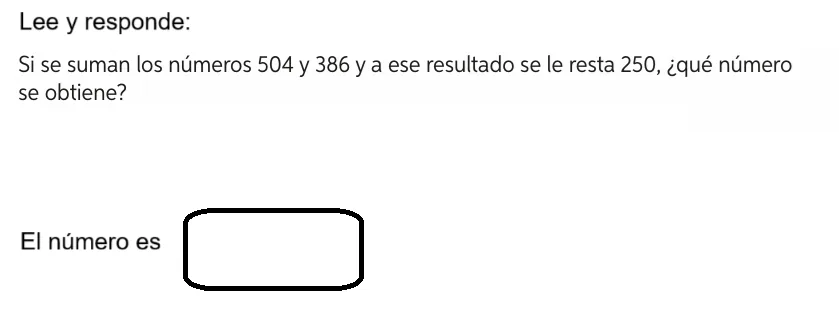 Lee y responde:
Si se suman los números 504 y 386 y a ese resultado se le resta 250, ¿qué número
se obtiene?
El número es